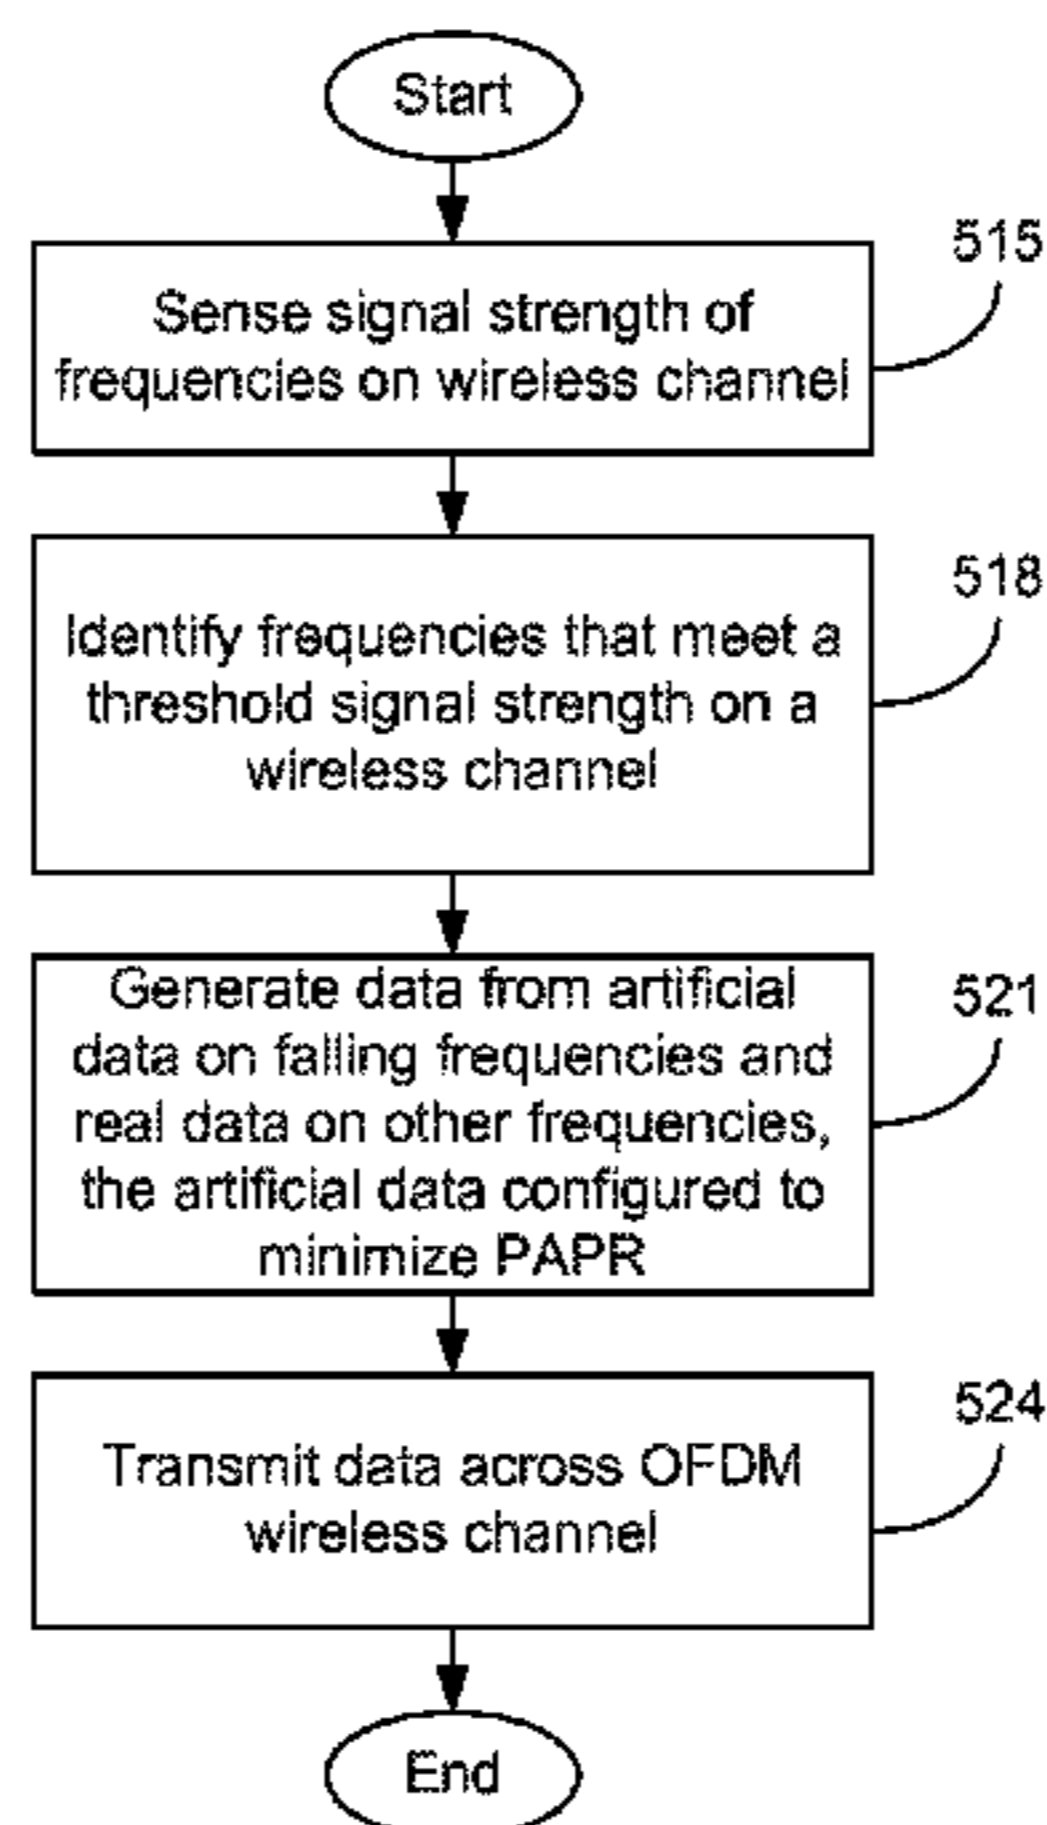 Start
515
Sense signal strength of
frequencies on wireless channel
518
Identify frequencies that meet a
threshold signal strength on a
wireless channel
521
Generate data from artificial
data on falling frequencies and
real data on other frequencies,
the artificial data configured to
minimize PAPR
524
Transmit data across OFDM
wireless channel
End